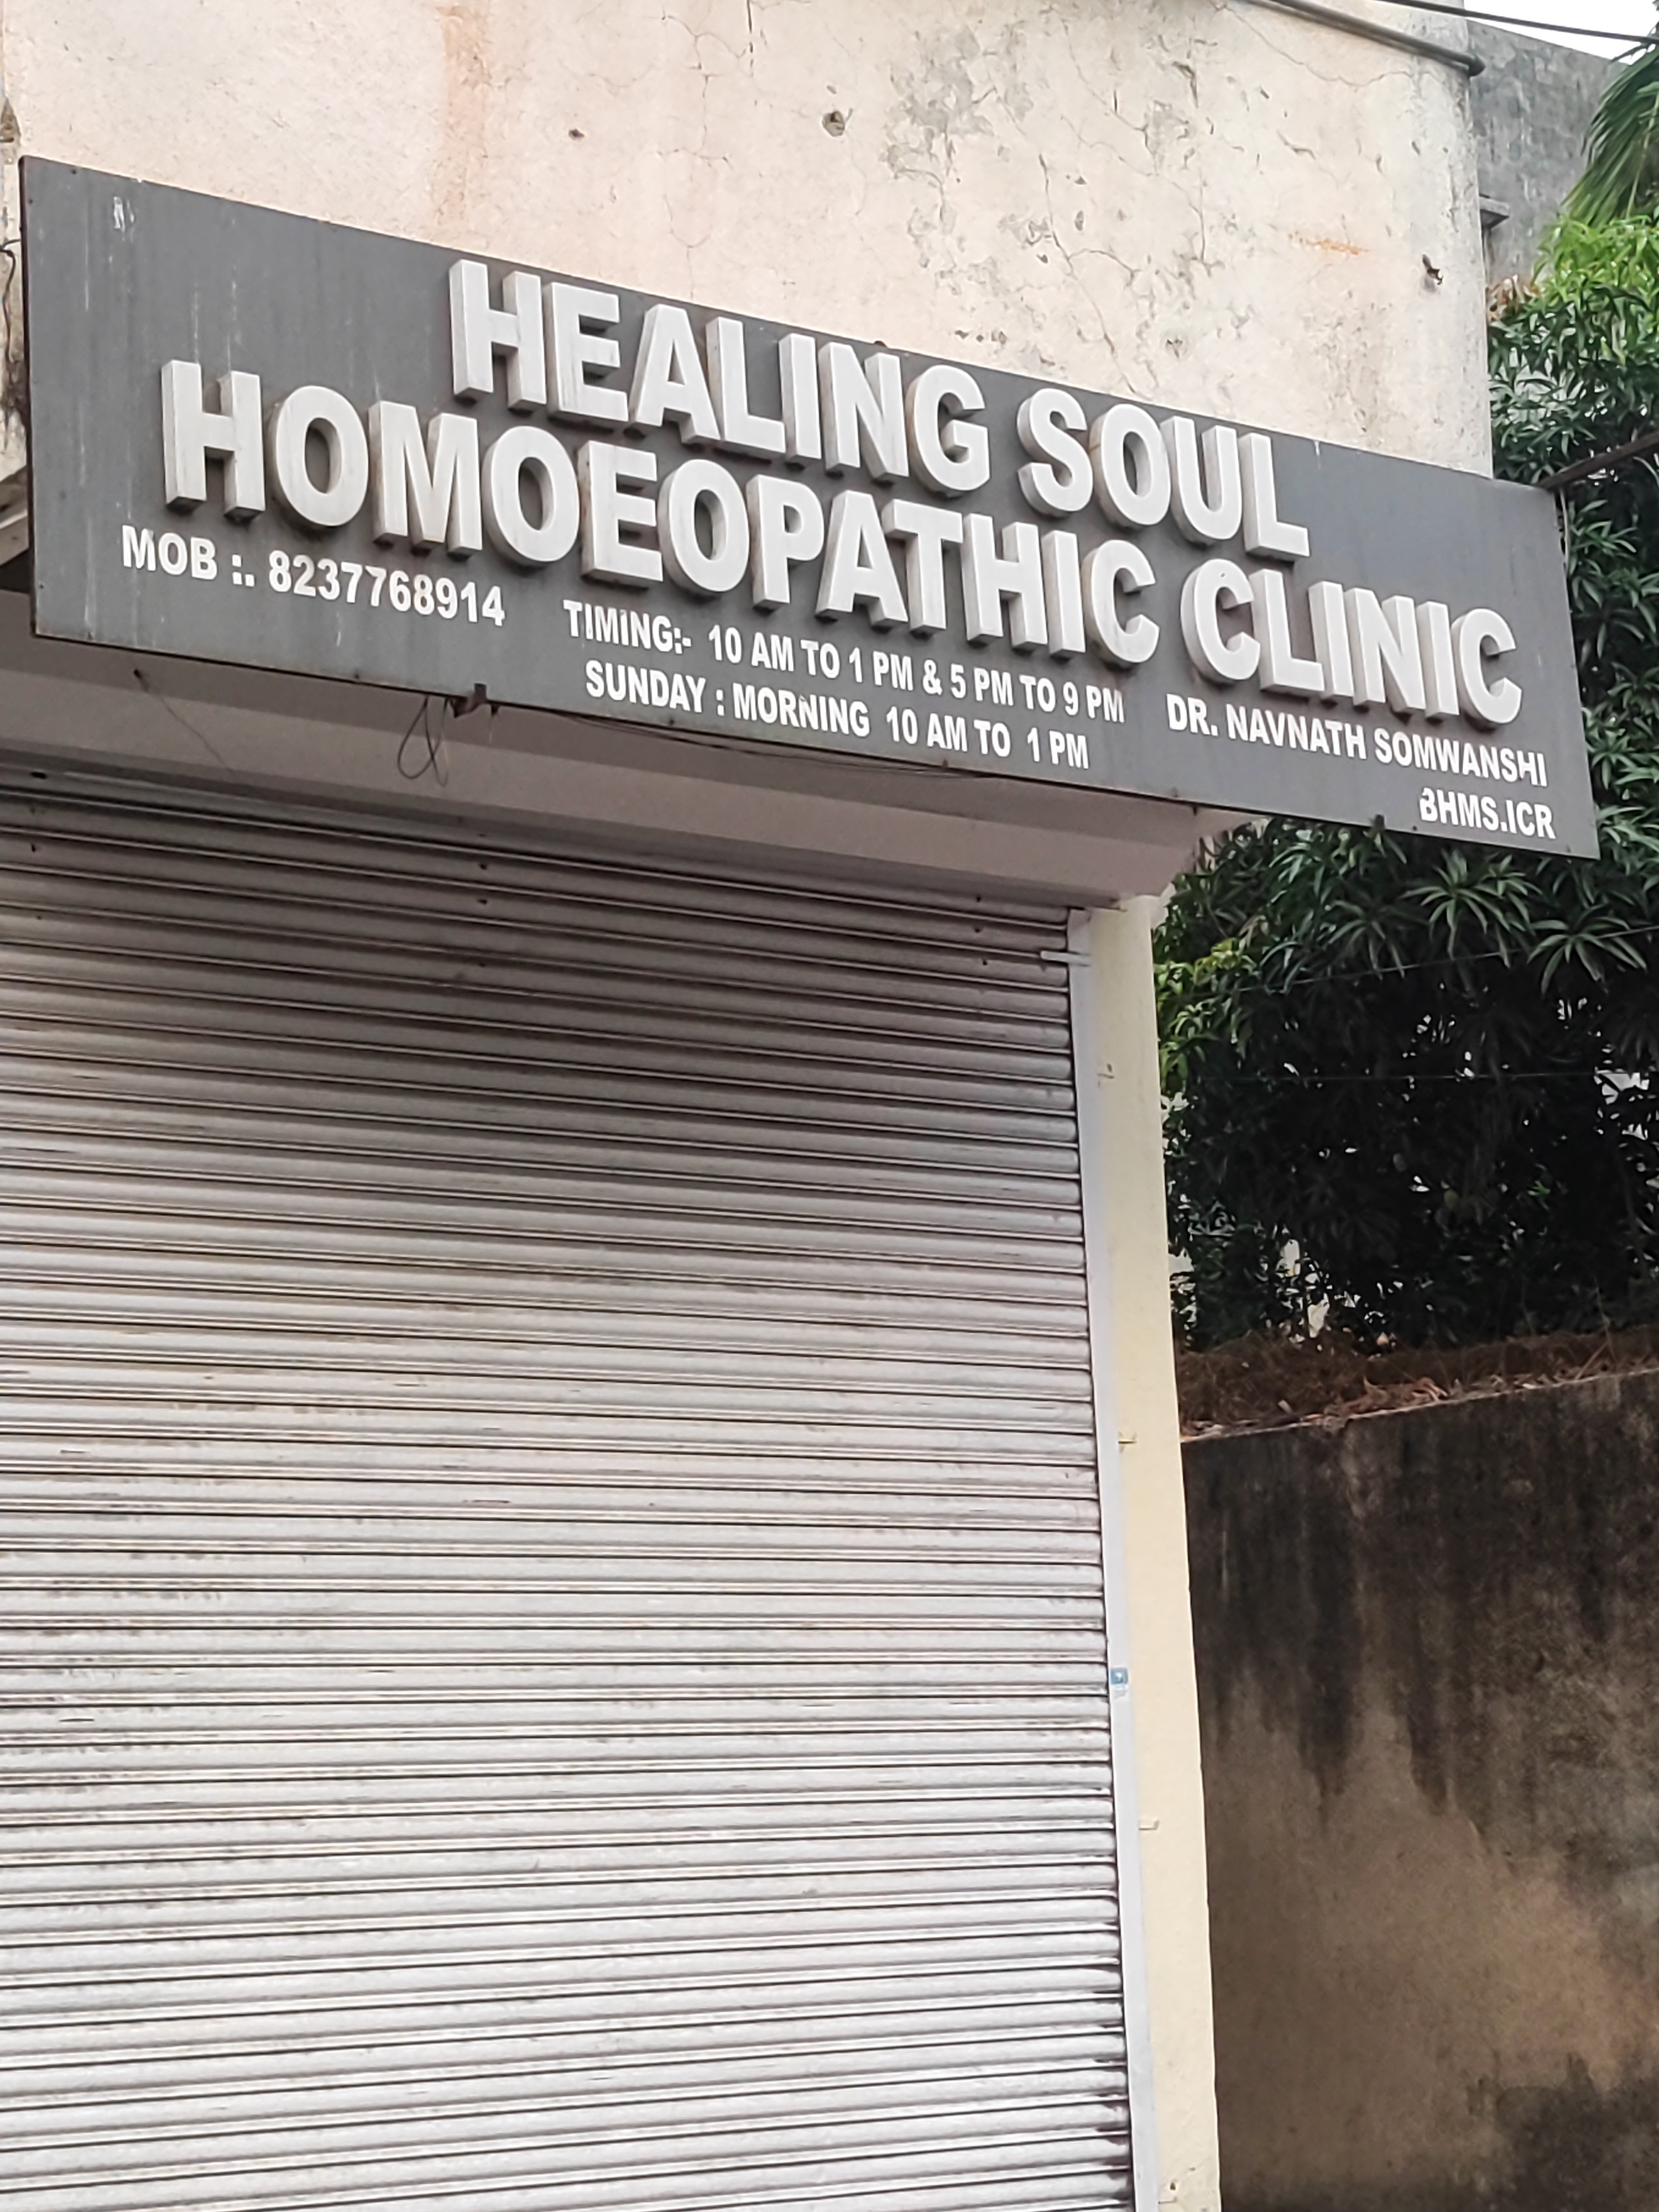 HEALING SOUL
HOMOEOPATHIC CLINIC
MOB :. 8237768914
TIMING:- 10 AM TO 1 PM & 5 PM TO 9 PM
SUNDAY : MORNING 10 AM TO 1 PM
DR. NAVNATH SOMWANSHI
BHMS.ICR